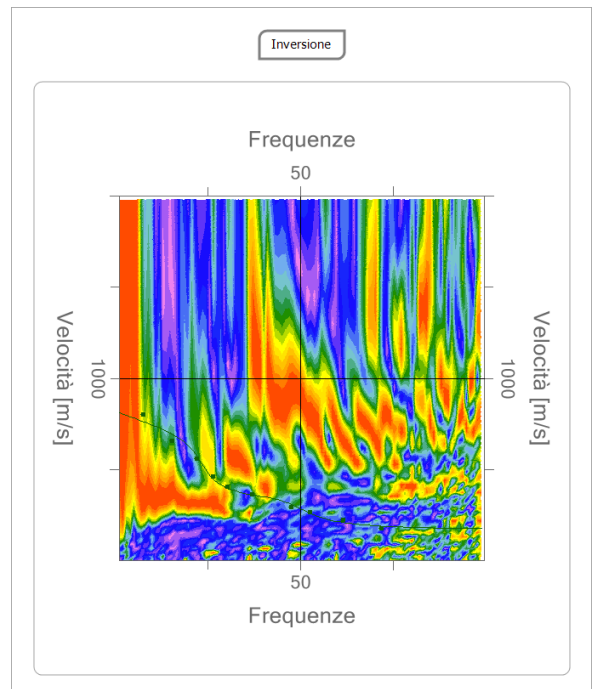 Inversione
Frequenze
50
Velocità [m/s]
1000
1000
Velocità [m/s]
50
Frequenze